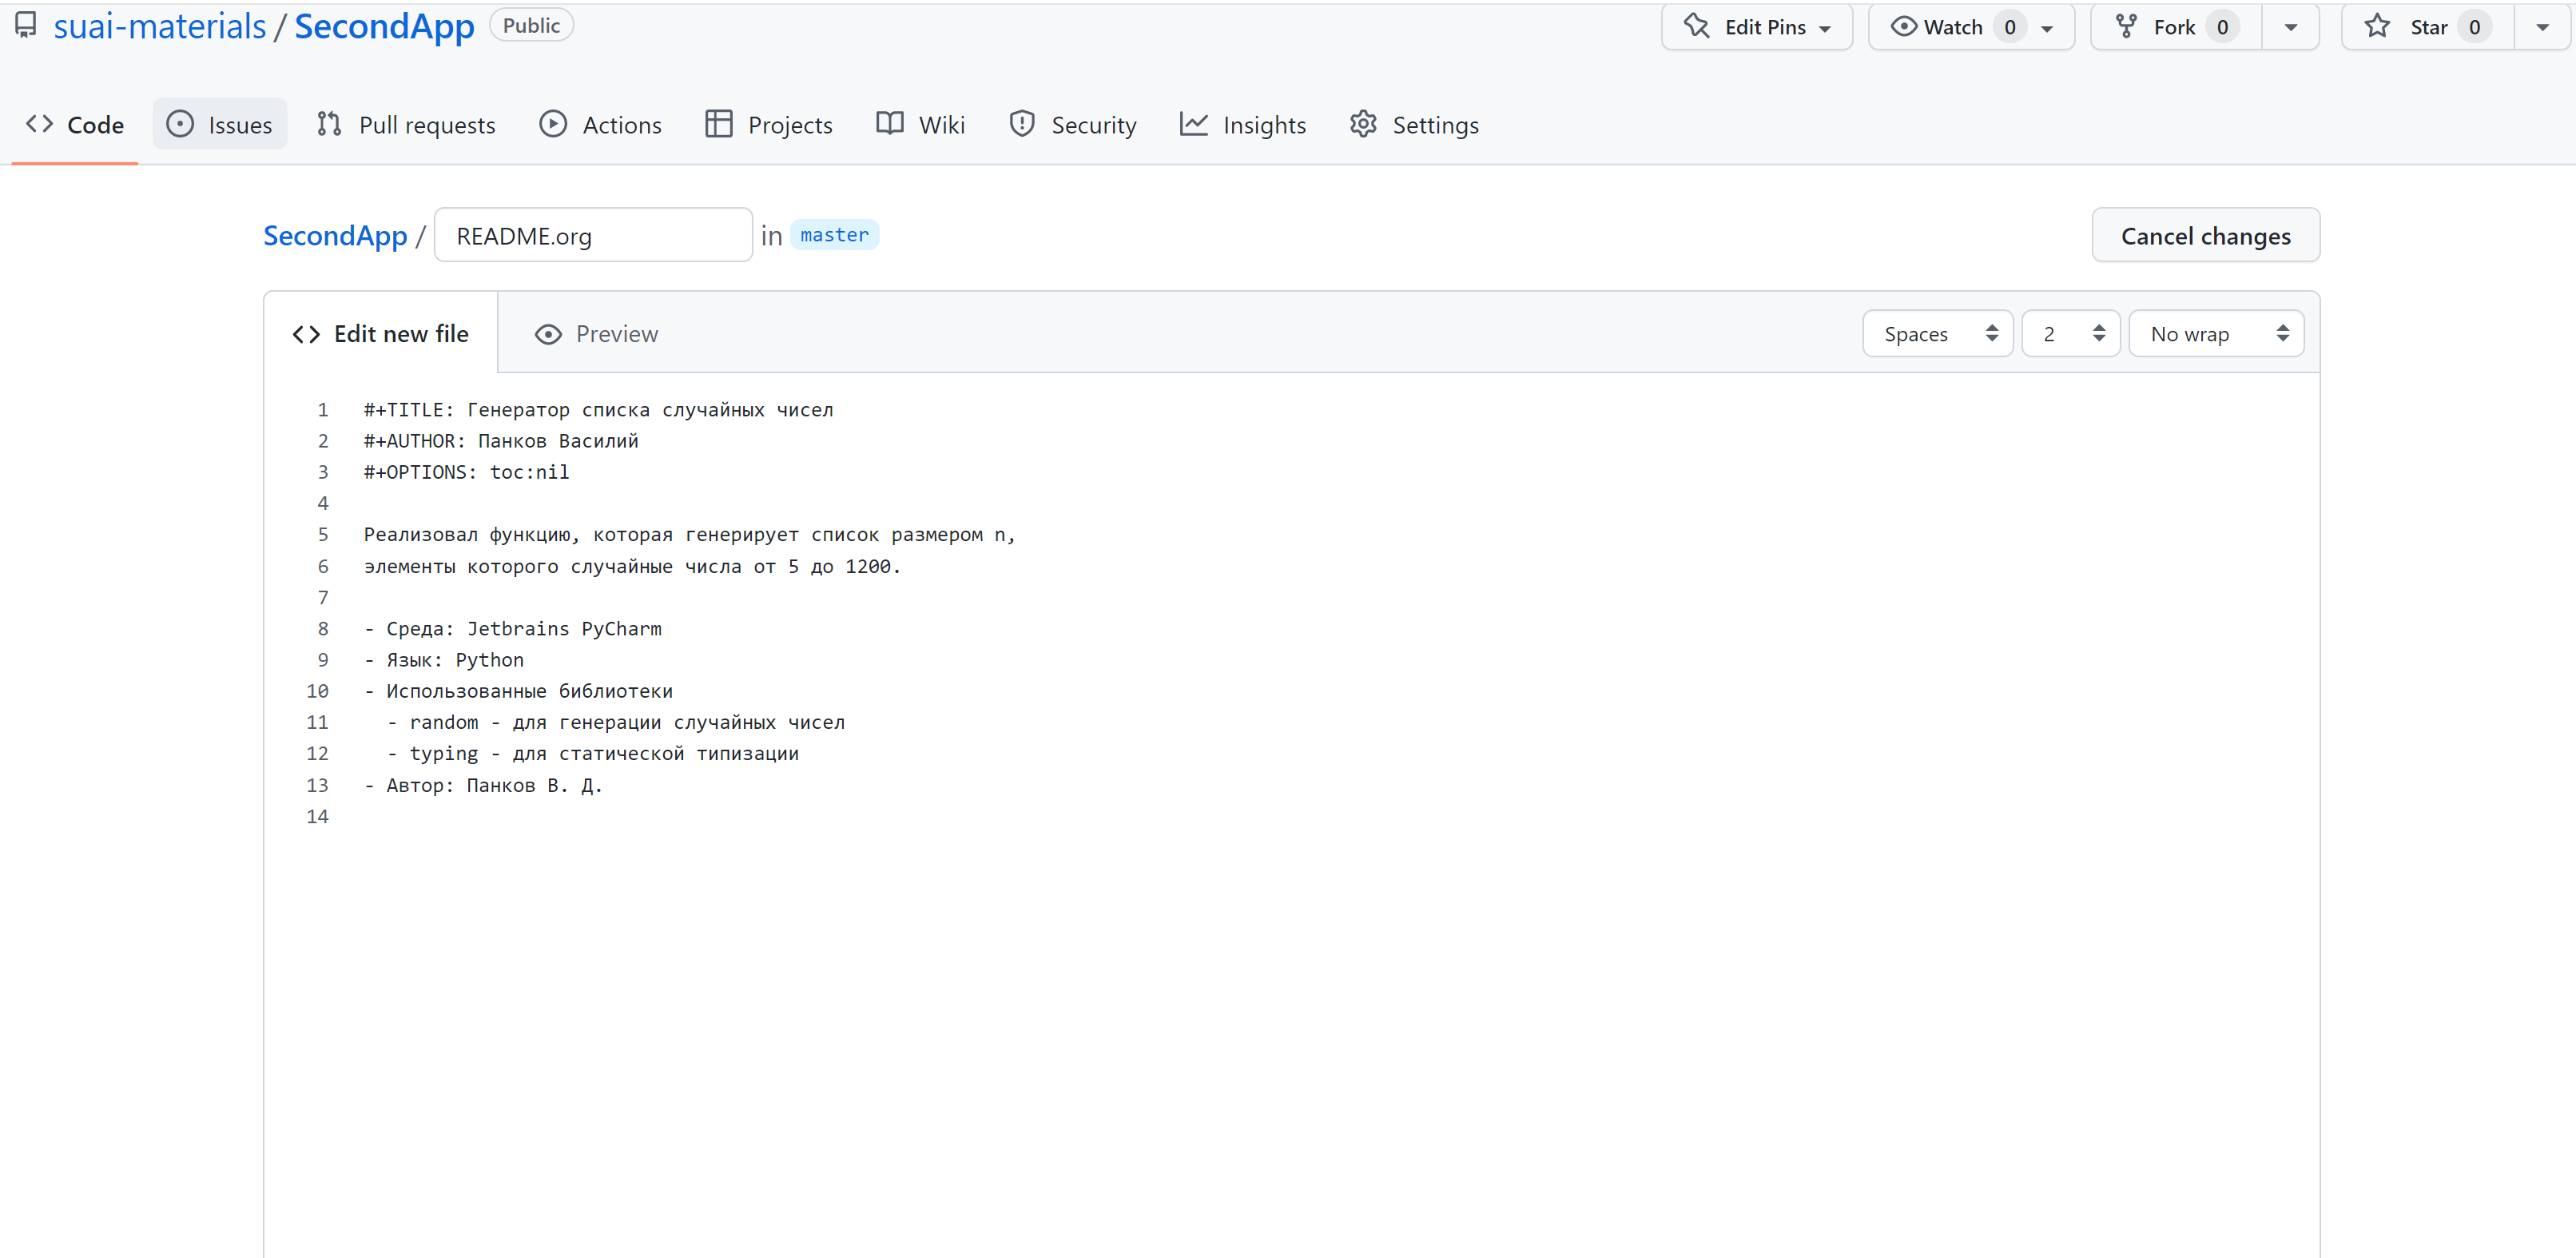 suai-materials / SecondApp Public Edit Pins Watch 0 Fork 0 Star 0
Code Issues Pull requests Actions Projects Wiki Security Insights Settings
SecondApp / README.org in master Cancel changes
Edit new file Preview Spaces 2 No wrap
1 #+TITLE: Генератор списка случайных чисел
2 #+AUTHOR: Панков Василий
3 #+OPTIONS: toc:nil
4
5 Реализовал функцию, которая генерирует список размером n,
6 элементы которого случайные числа от 5 до 1200.
7
8 - Среда: Jetbrains PyCharm
9 - Язык: Python
10 - Использованные библиотеки
11 - random - для генерации случайных чисел
12 - typing - для статической типизации
13 - Автор: Панков В. Д.
14